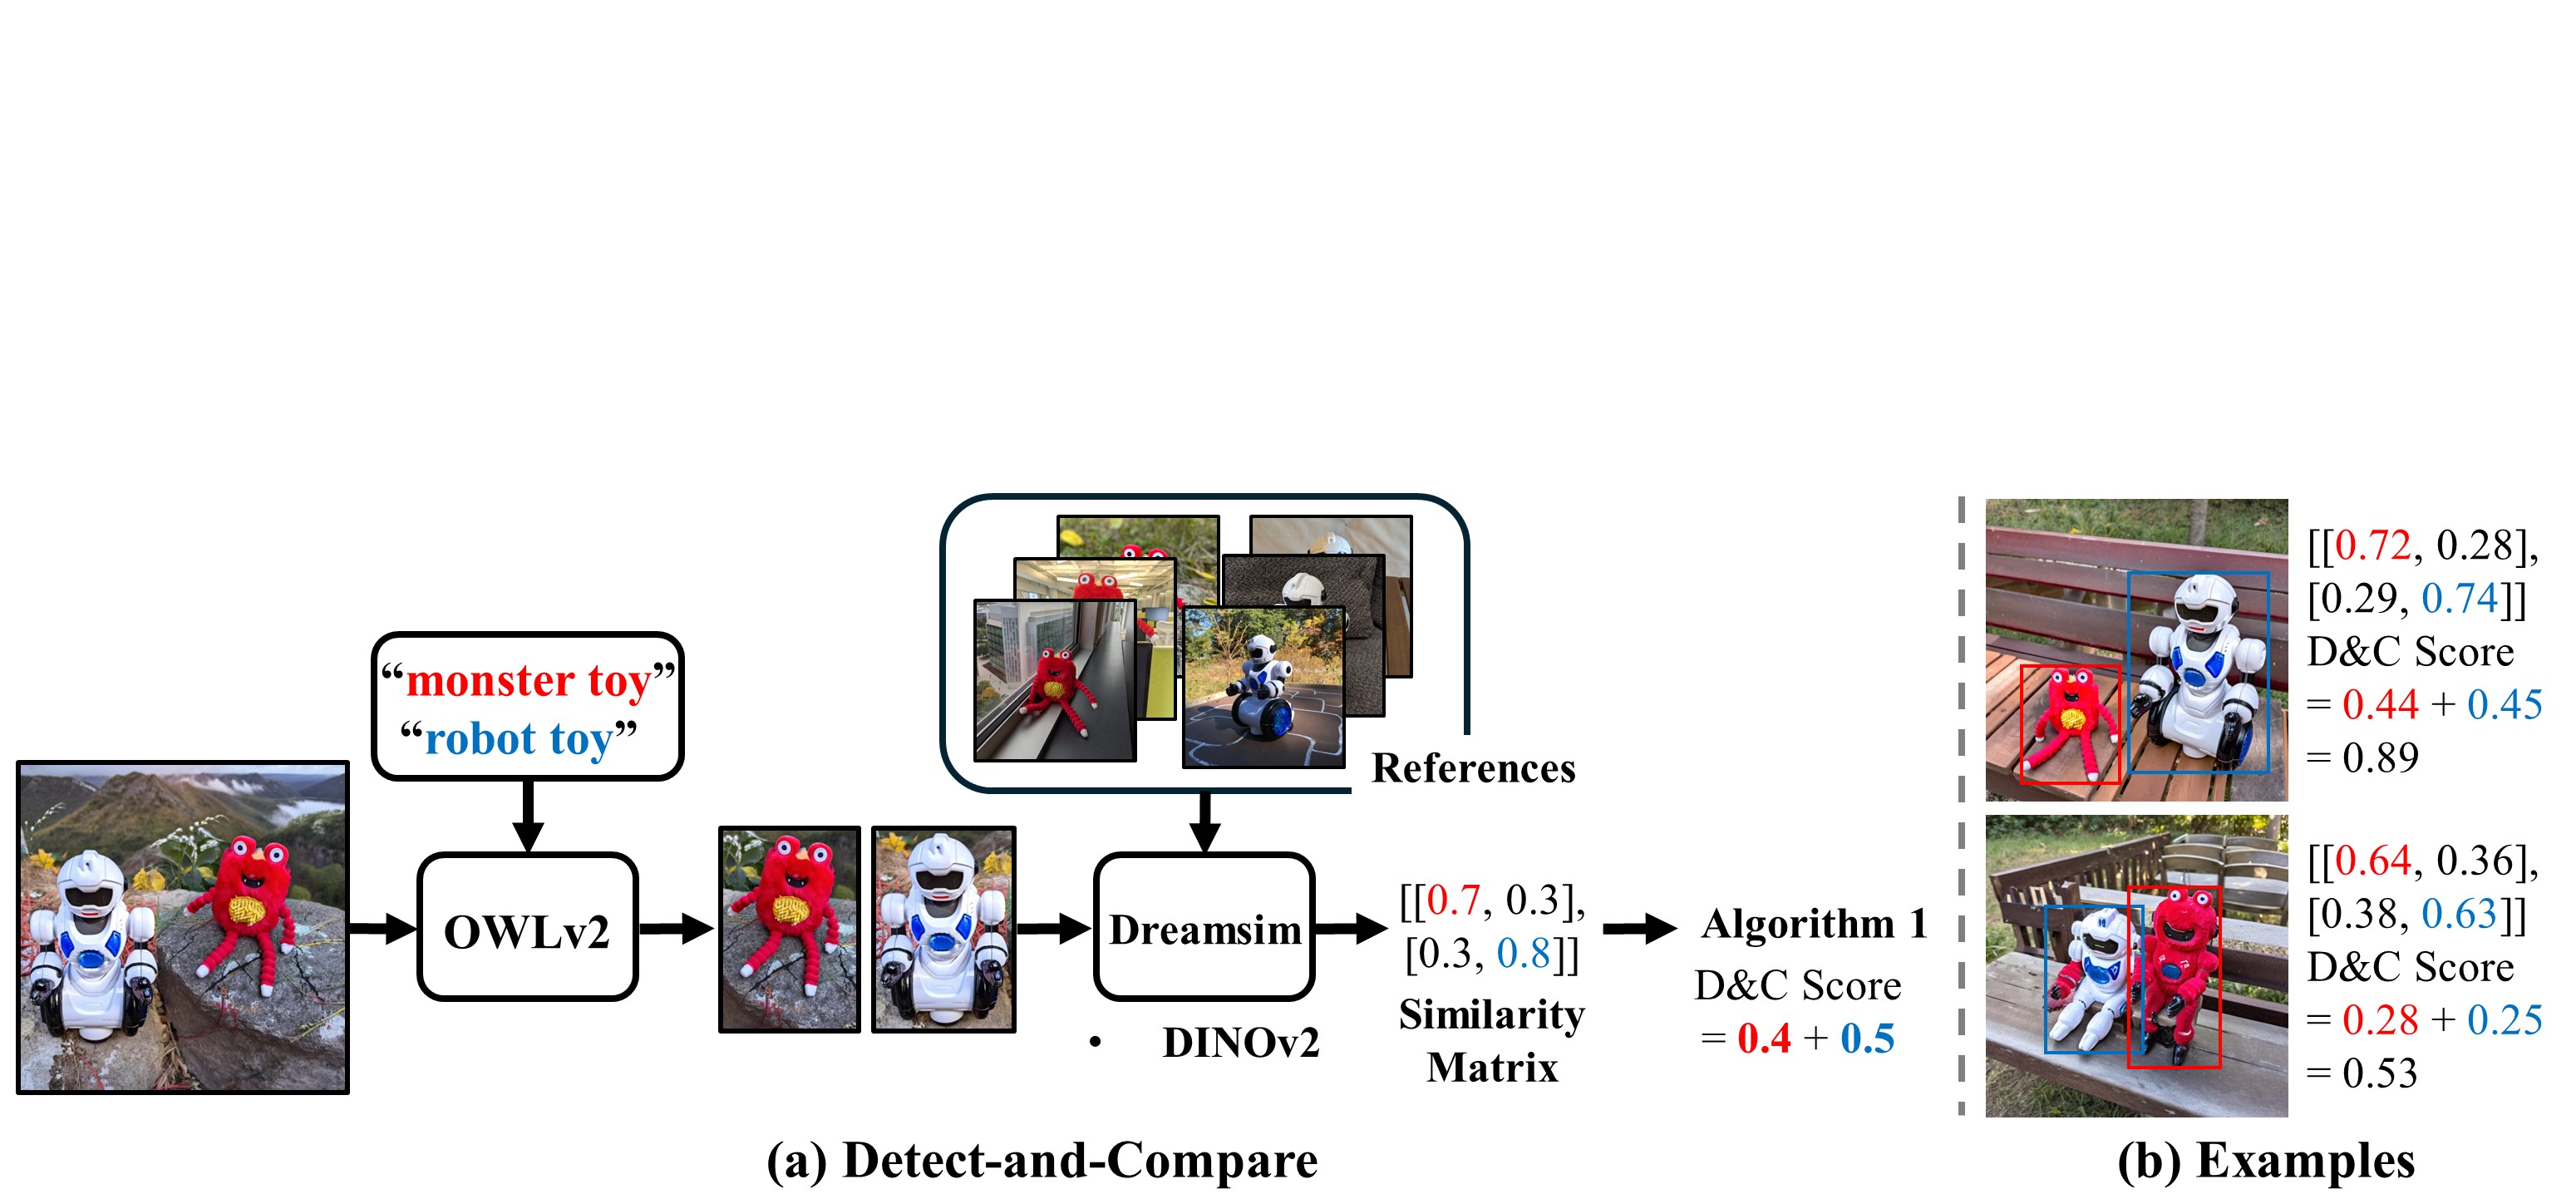 “monster toy”
“robot toy”
OWLv2
References
Dreamsim
• DINOv2
[[0.7, 0.3],
[0.3, 0.8]]
Similarity
Matrix
Algorithm 1
D&C Score
= 0.4 + 0.5
(a) Detect-and-Compare
[[0.72, 0.28],
[0.29, 0.74]]
D&C Score
= 0.44 + 0.45
= 0.89
[[0.64, 0.36],
[0.38, 0.63]]
D&C Score
= 0.28 + 0.25
= 0.53
(b) Examples